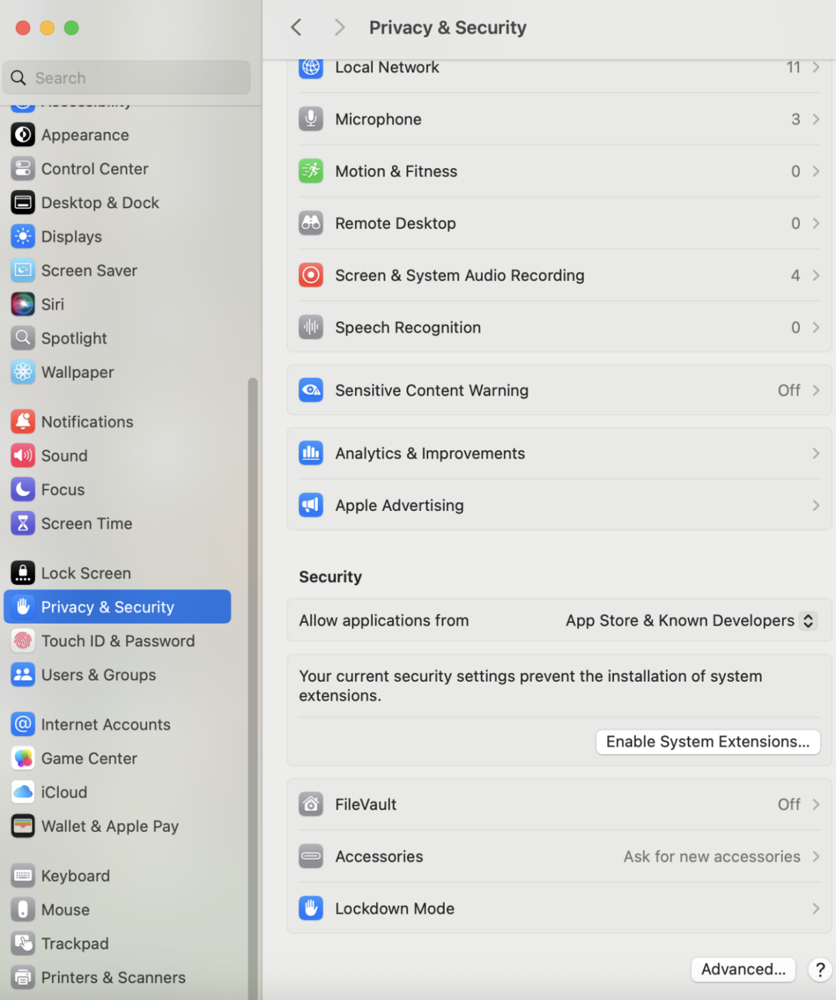 Privacy & Security
Search
Accessibility
Appearance
Control Center
Desktop & Dock
Displays
Screen Saver
Siri
Spotlight
Wallpaper
Notifications
Sound
Focus
Screen Time
Lock Screen
Privacy & Security
Touch ID & Password
Users & Groups
Internet Accounts
Game Center
iCloud
Wallet & Apple Pay
Keyboard
Mouse
Trackpad
Printers & Scanners
Local Network 11
Microphone 3
Motion & Fitness 0
Remote Desktop 0
Screen & System Audio Recording 4
Speech Recognition 0
Sensitive Content Warning Off
Analytics & Improvements
Apple Advertising
Security
Allow applications from App Store & Known Developers
Your current security settings prevent the installation of system
extensions.
Enable System Extensions...
FileVault Off
Accessories Ask for new accessories
Lockdown Mode
Advanced... ?